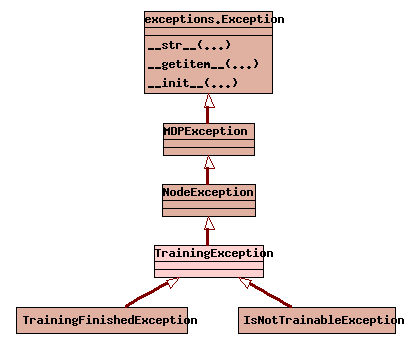 exceptions.Exception
__str__(...)
__getitem__(...)
__init__(...)
MDPException
NodeException
TrainingException
TrainingFinishedException
IsNotTrainableException